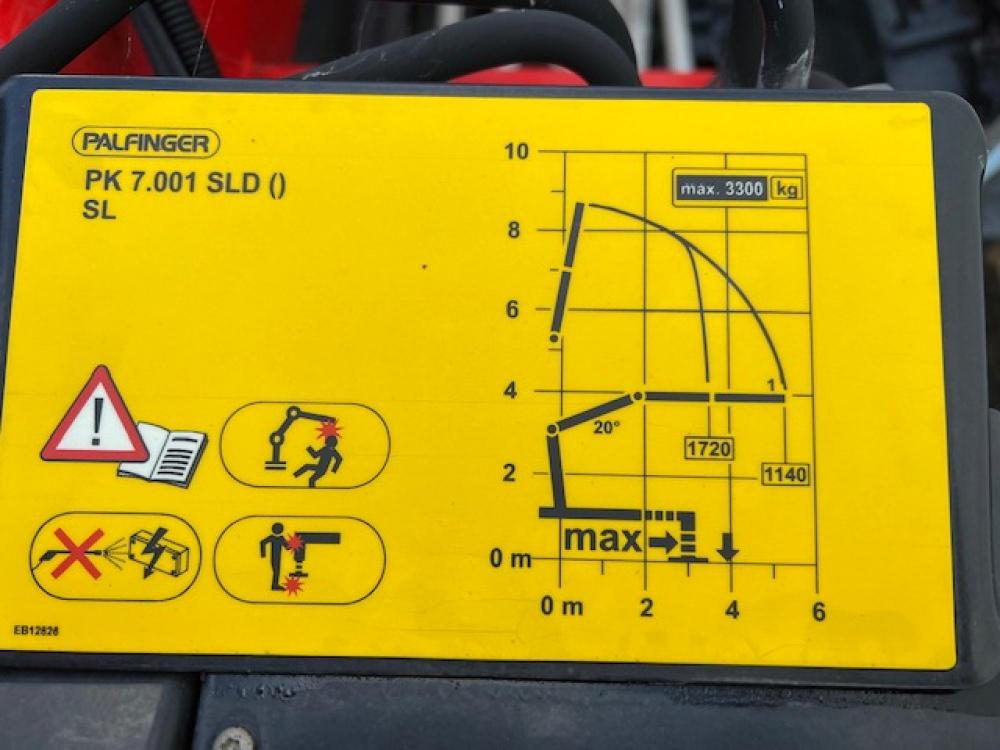 PALFINGER
PK 7.001 SLD ()
SL
10
max. 3300 kg
8
6
4
1
20°
1720
1140
2
max
0 m
0 m 2 4 6
!
EB12826